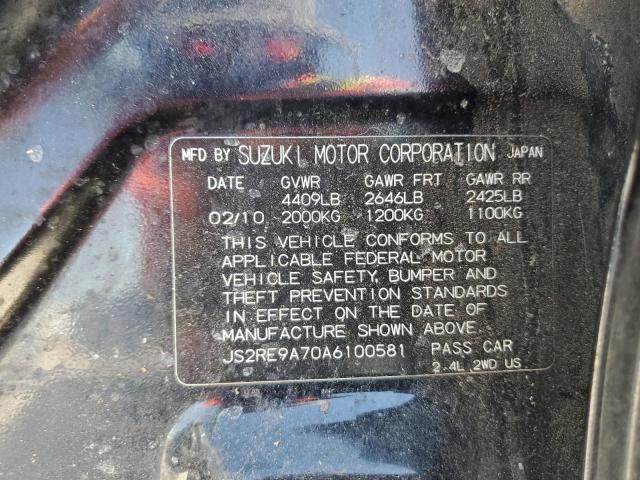 MFD BY SUZUKI MOTOR CORPORATION JAPAN
DATE GVWR GAWR FRT GAWR RR
4409LB 2646LB 2425LB
02/10 2000KG 1200KG 1100KG
THIS VEHICLE CONFORMS TO ALL
APPLICABLE FEDERAL MOTOR
VEHICLE SAFETY, BUMPER AND
THEFT PREVENTION STANDARDS
IN EFFECT ON THE DATE OF
MANUFACTURE SHOWN ABOVE.
JS2RE9A70A6100581 PASS CAR
2.4L 2WD US